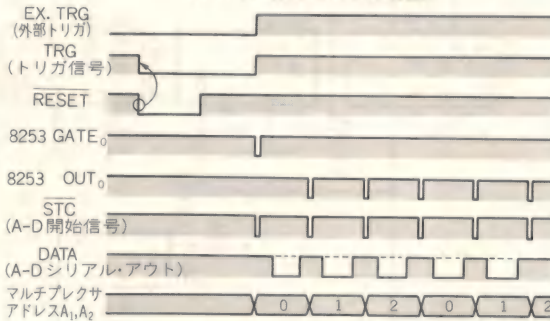 EX. TRG
(外部トリガ)
TRG
(トリガ信号)
RESET
8253 GATE₀
8253 OUT₀
STC
(A-D開始信号)
DATA
(A-Dシリアル・アウト)
マルチプレクサ
アドレスA₁,A₂
0 1 2 0 1 2